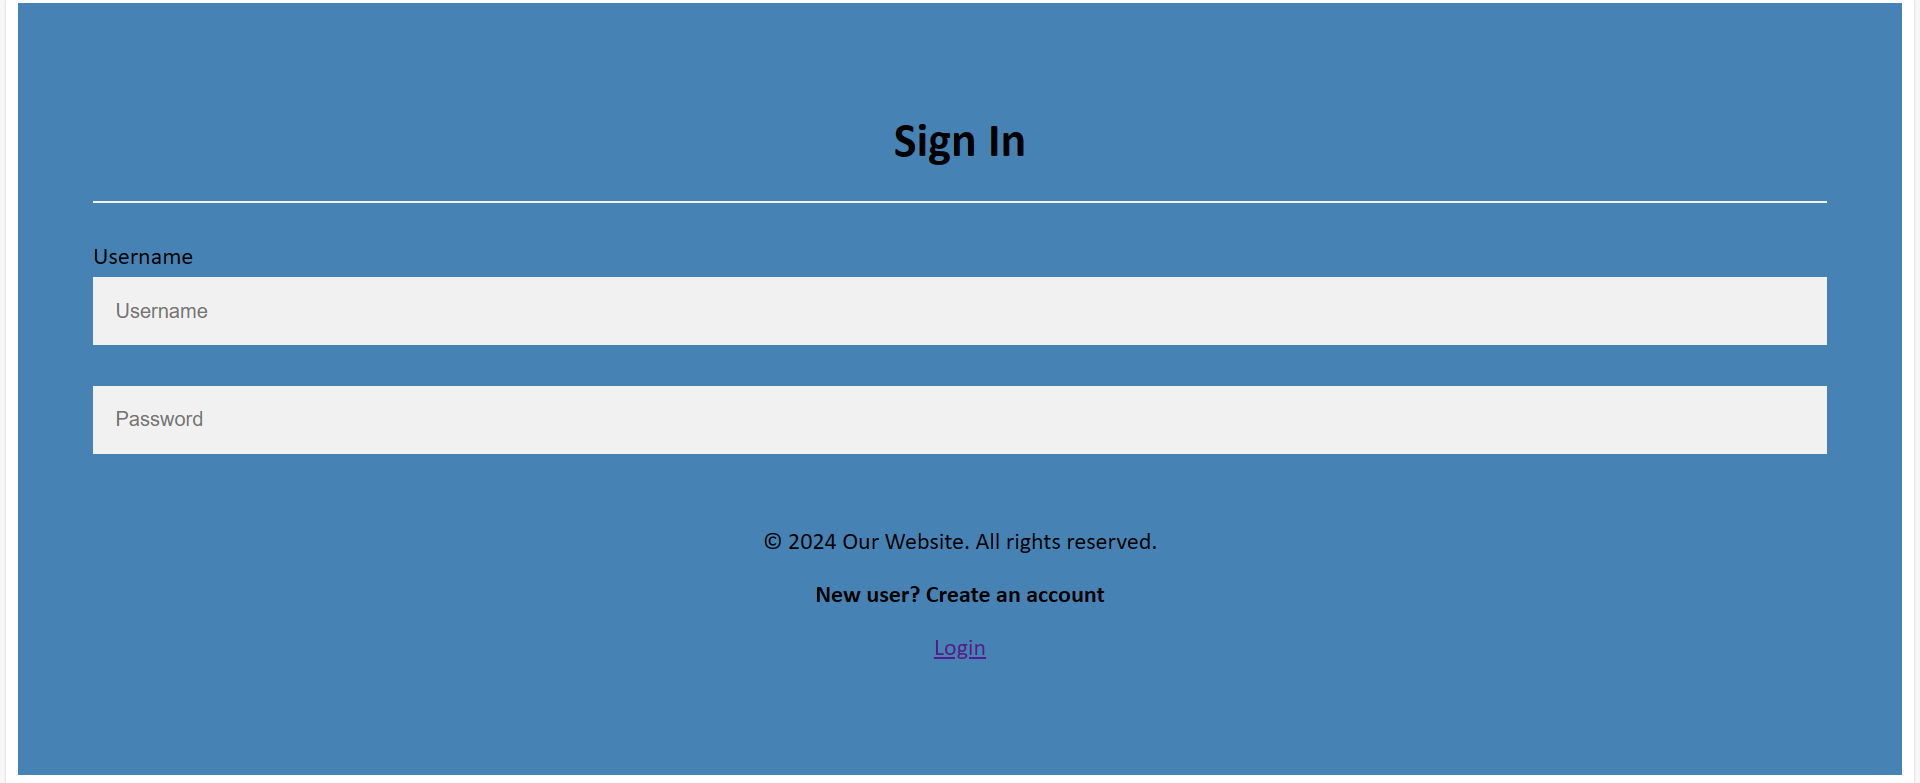 Sign In
Username
Username
Password
© 2024 Our Website. All rights reserved.
New user? Create an account
Login